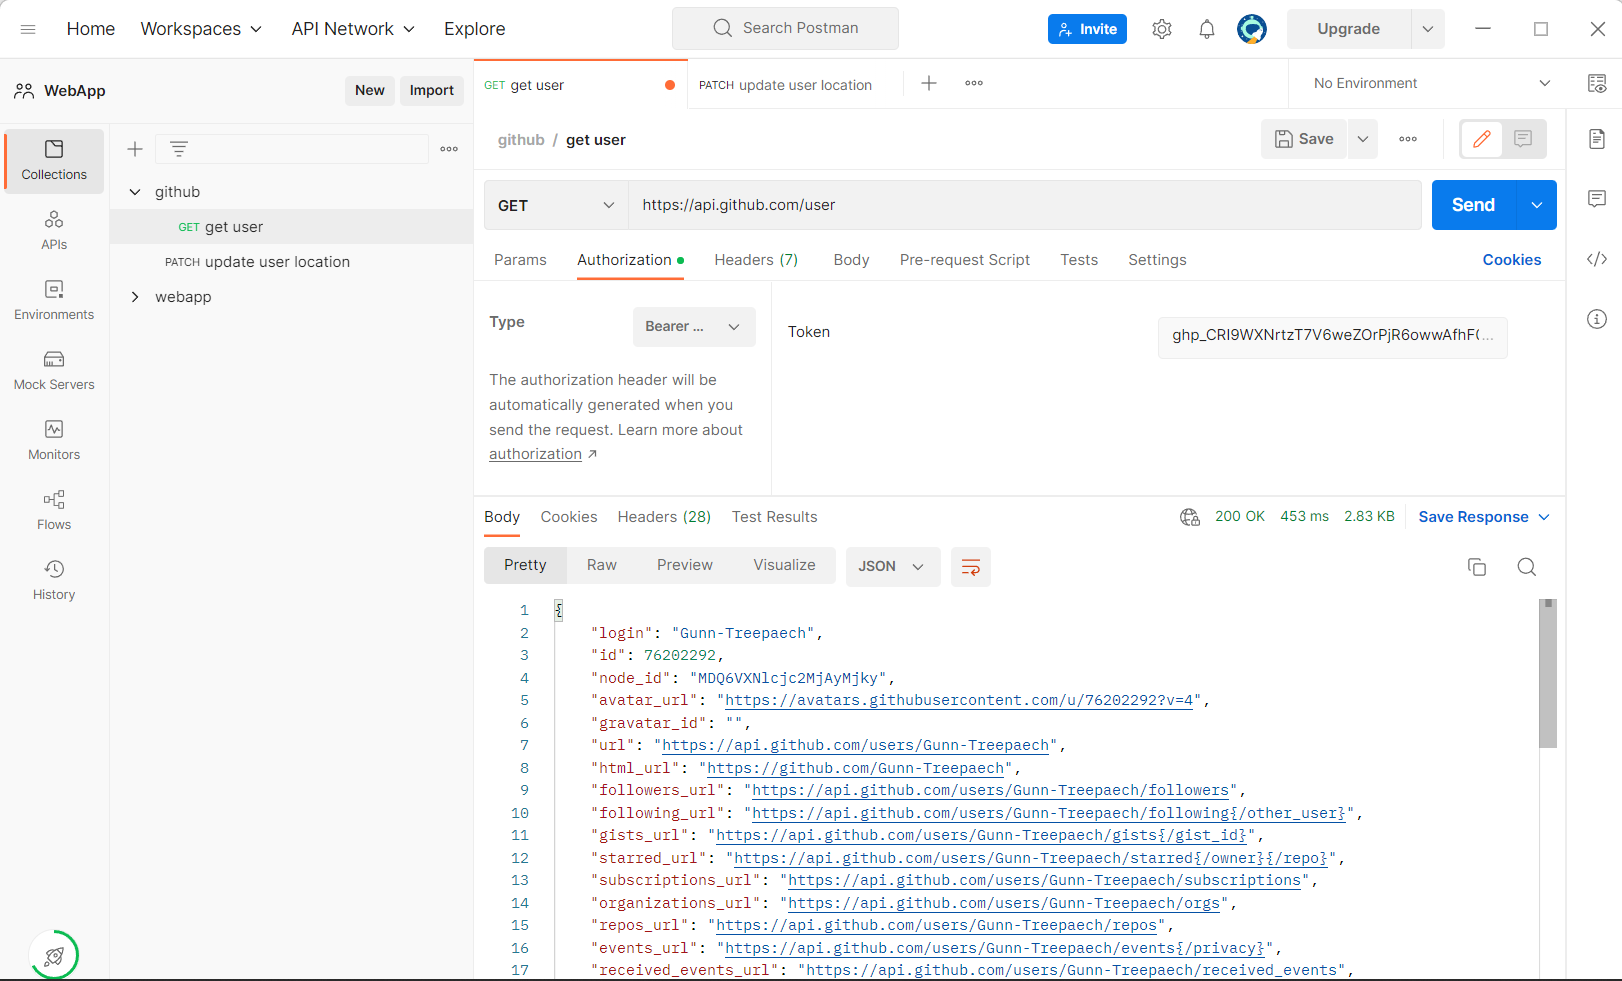 Home Workspaces API Network Explore Search Postman Invite Upgrade
WebApp New Import
GET get user PATCH update user location No Environment
github / get user Save
Collections
APIs
Environments
Mock Servers
Monitors
Flows
History
github
GET get user
PATCH update user location
webapp
GET https://api.github.com/user Send
Params Authorization Headers (7) Body Pre-request Script Tests Settings Cookies
Type Bearer ...
The authorization header will be
automatically generated when you
send the request. Learn more about
authorization ↗
Token ghp_CRI9WXNrtzT7V6weZOrPjR6owwAfhF(...
Body Cookies Headers (28) Test Results 200 OK 453 ms 2.83 KB Save Response
Pretty Raw Preview Visualize JSON
1 {
2 "login": "Gunn-Treepaech",
3 "id": 76202292,
4 "node_id": "MDQ6VXNlcjc2MjAyMjky",
5 "avatar_url": "https://avatars.githubusercontent.com/u/76202292?v=4",
6 "gravatar_id": "",
7 "url": "https://api.github.com/users/Gunn-Treepaech",
8 "html_url": "https://github.com/Gunn-Treepaech",
9 "followers_url": "https://api.github.com/users/Gunn-Treepaech/followers",
10 "following_url": "https://api.github.com/users/Gunn-Treepaech/following{/other_user}",
11 "gists_url": "https://api.github.com/users/Gunn-Treepaech/gists{/gist_id}",
12 "starred_url": "https://api.github.com/users/Gunn-Treepaech/starred{/owner}{/repo}",
13 "subscriptions_url": "https://api.github.com/users/Gunn-Treepaech/subscriptions",
14 "organizations_url": "https://api.github.com/users/Gunn-Treepaech/orgs",
15 "repos_url": "https://api.github.com/users/Gunn-Treepaech/repos",
16 "events_url": "https://api.github.com/users/Gunn-Treepaech/events{/privacy}",
17 "received_events_url": "https://api.github.com/users/Gunn-Treepaech/received_events",